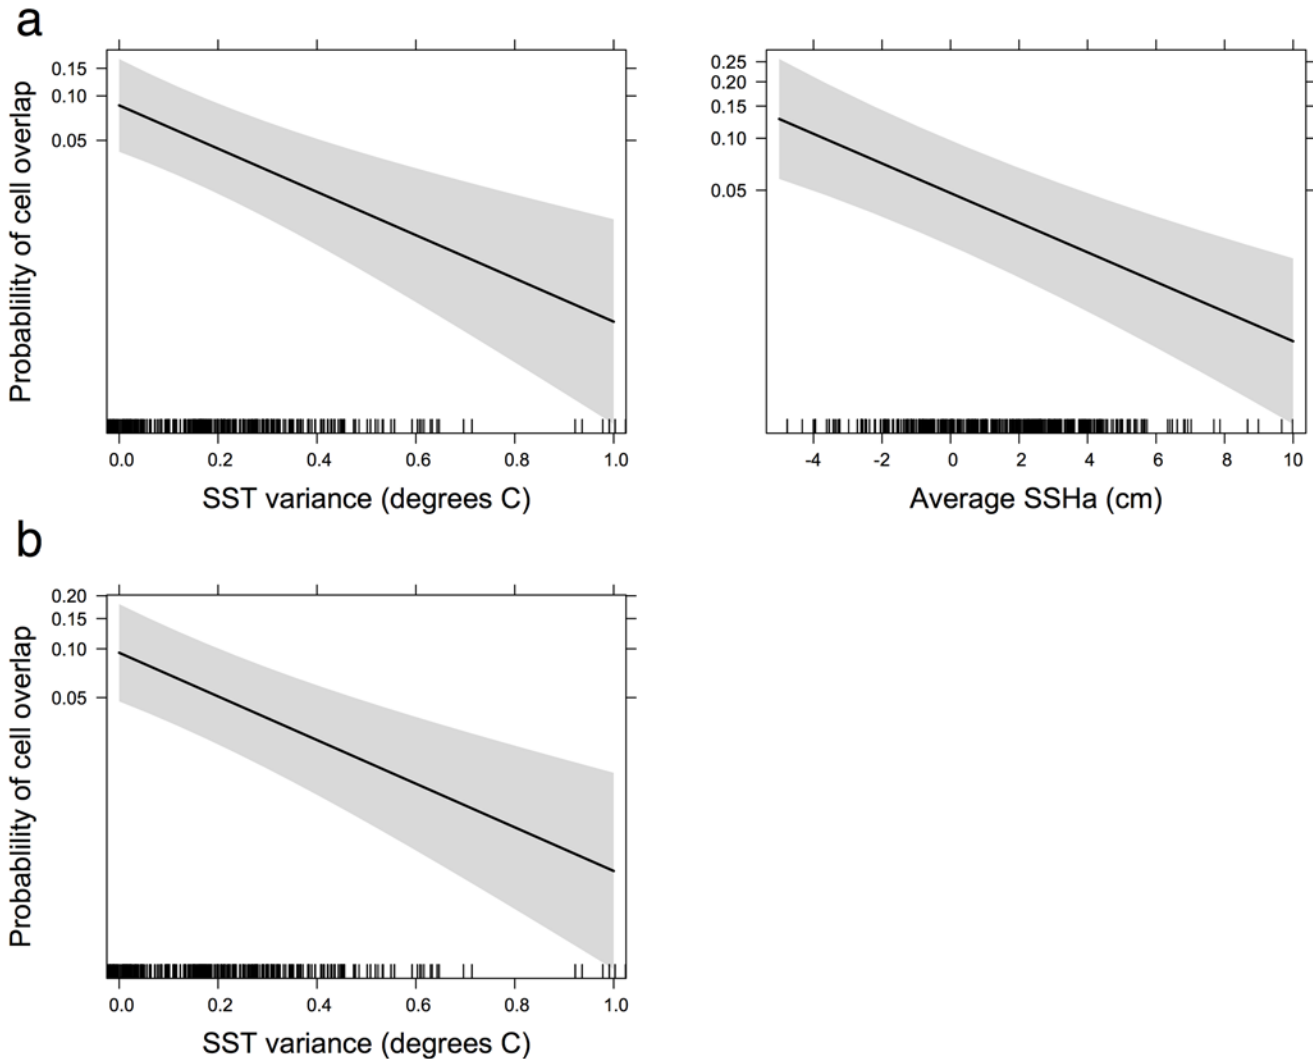 a
0.15
0.10
0.05
Probablility of cell overlap
0.0 0.2 0.4 0.6 0.8 1.0
SST variance (degrees C)
0.25
0.20
0.15
0.10
0.05
-4 -2 0 2 4 6 8 10
Average SSHa (cm)
b
0.20
0.15
0.10
0.05
Probablility of cell overlap
0.0 0.2 0.4 0.6 0.8 1.0
SST variance (degrees C)